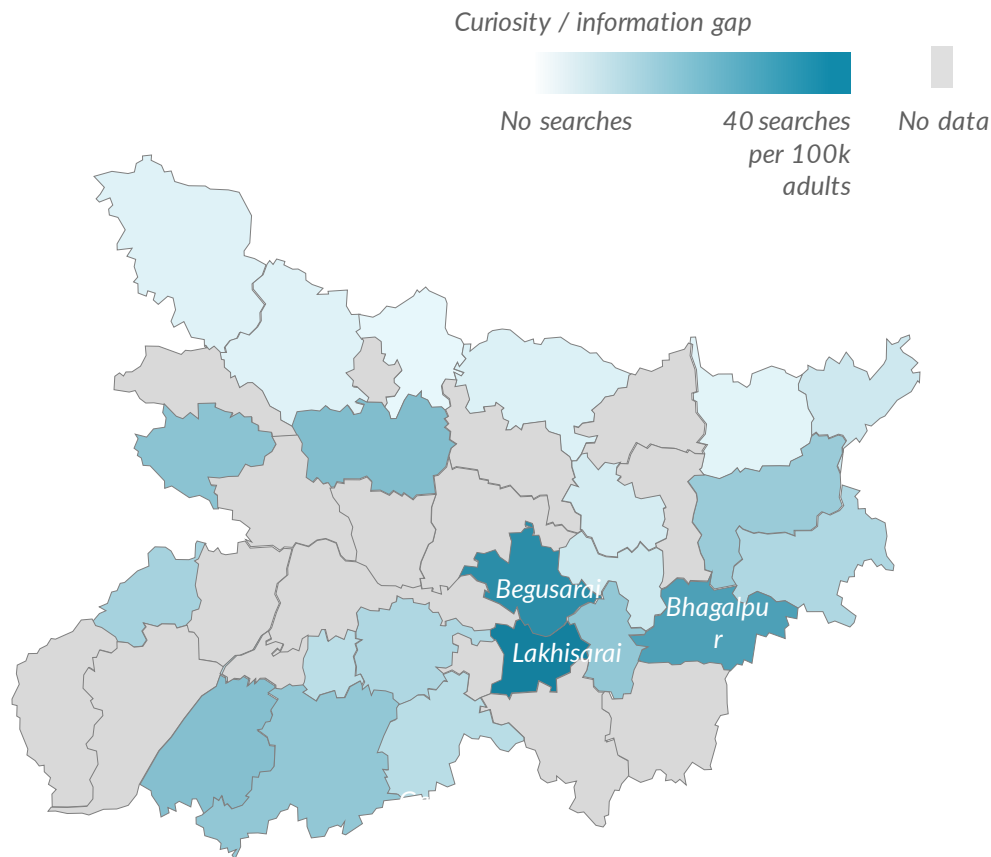 Curiosity / information gap
No searches
40 searches
per 100k
adults
No data
Begusarai
Bhagalpu
r
Lakhisarai